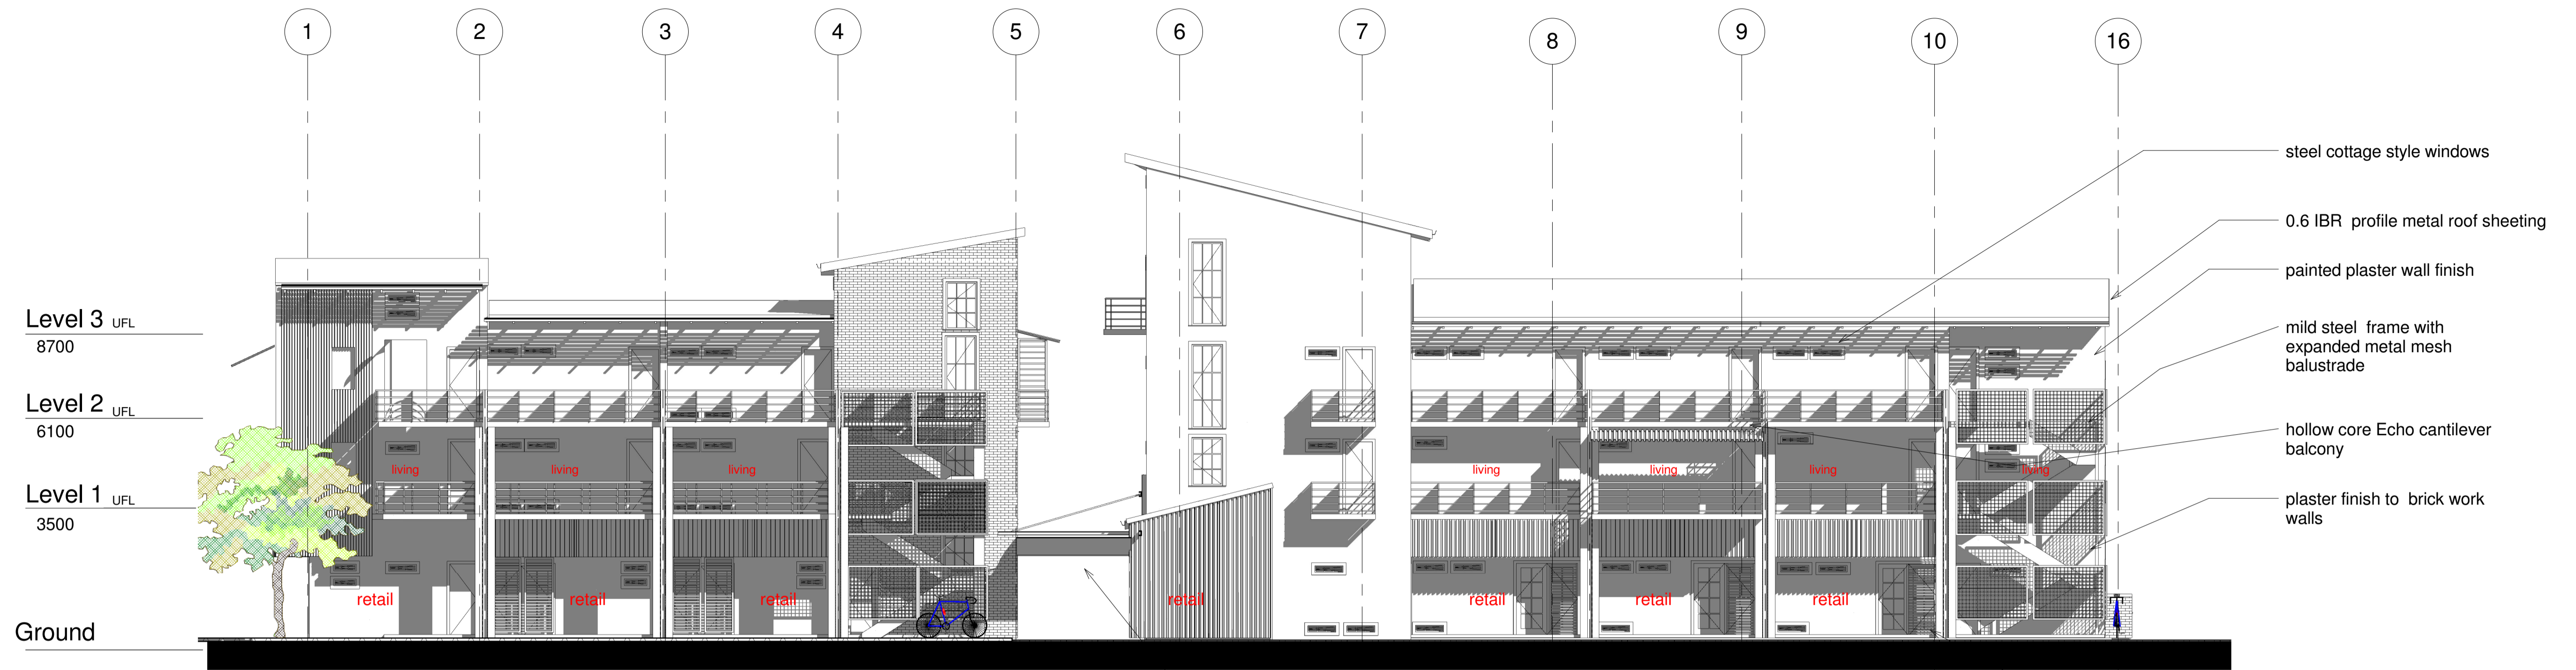 1 2 3 4 5 6 7 8 9 10 16
steel cottage style windows
0.6 IBR profile metal roof sheeting
painted plaster wall finish
Level 3 UFL
8700
mild steel frame with
expanded metal mesh
balustrade
Level 2 UFL
6100
hollow core Echo cantilever
balcony
living living living living living living living
Level 1 UFL
3500
plaster finish to brick work
walls
retail retail retail retail retail retail retail
Ground